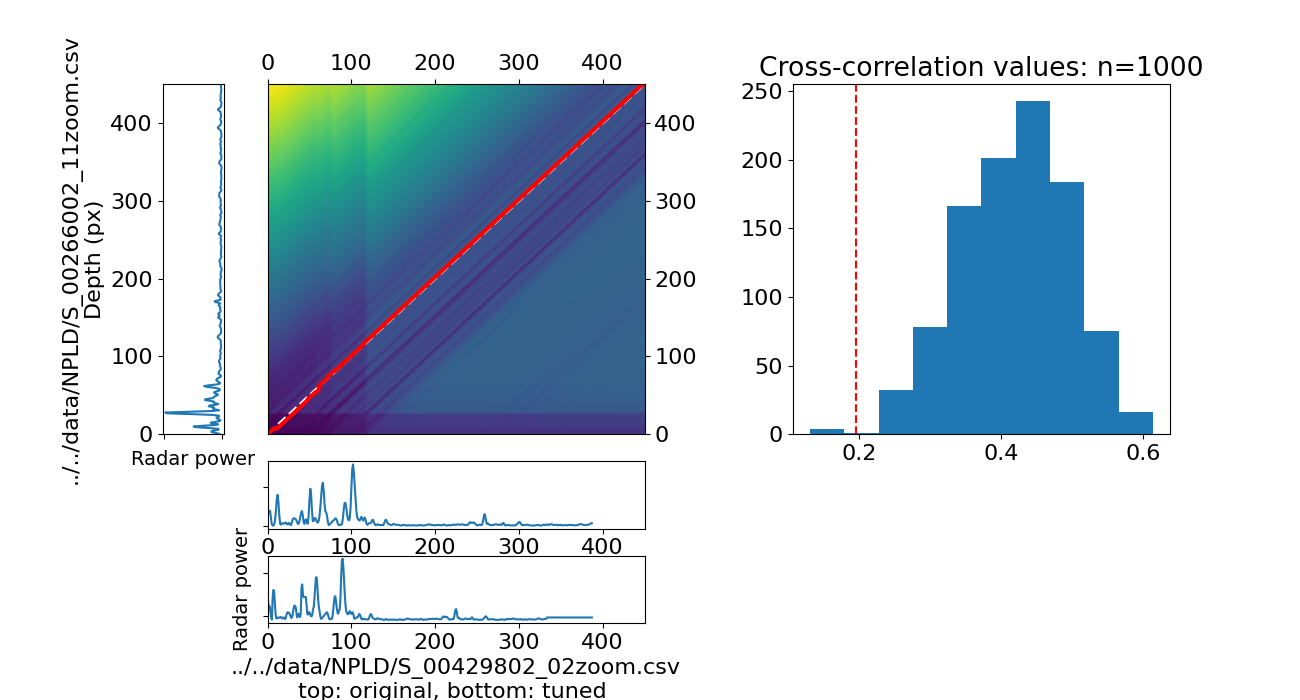 0 100 200 300 400
Cross-correlation values: n=1000
../../data/NPLD/S_00266002_11zoom.csv
Depth (px)
400
300
200
100
0
400
300
200
100
0
250
200
150
100
50
0
0.2 0.4 0.6
Radar power
0 100 200 300 400
Radar power
0 100 200 300 400
../../data/NPLD/S_00429802_02zoom.csv
top: original, bottom: tuned